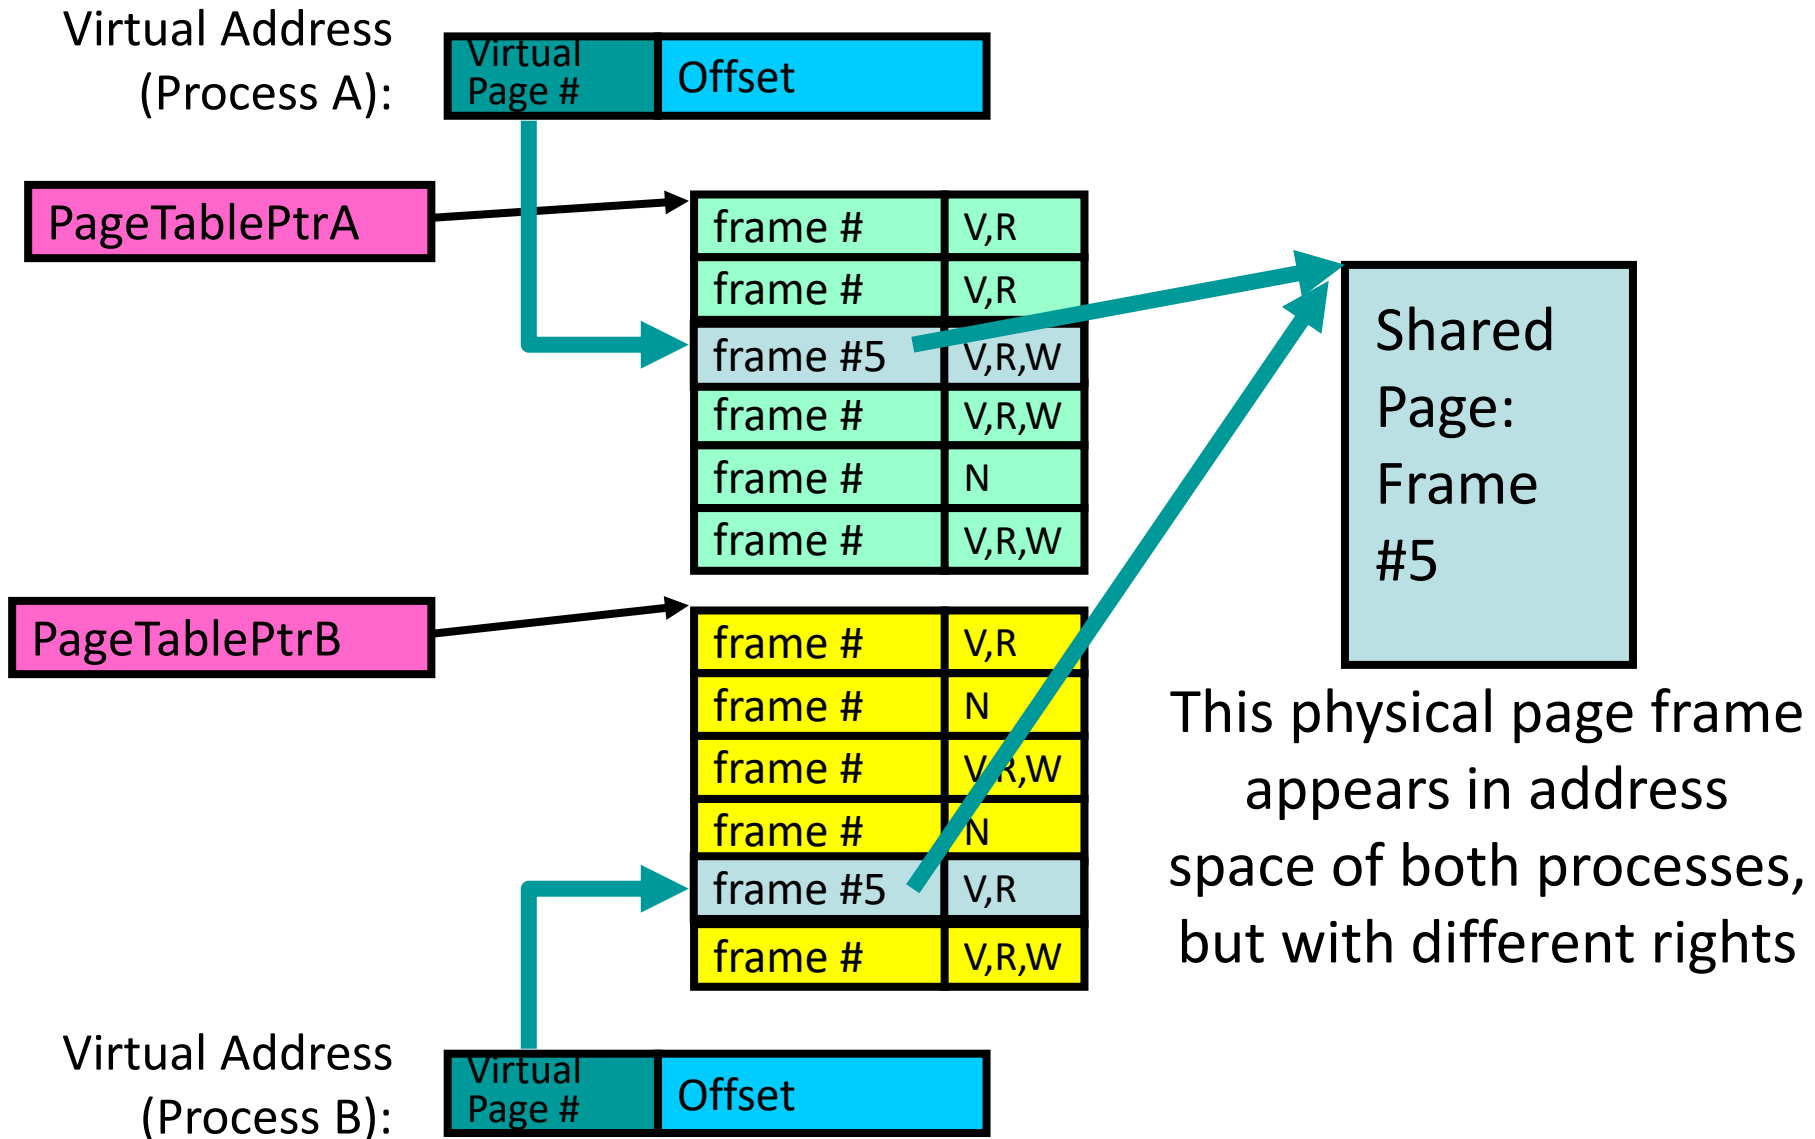 Virtual Address
(Process A):
Virtual
Page #
Offset
PageTablePtrA
frame # V,R
frame # V,R
frame #5 V,R,W
frame # V,R,W
frame # N
frame # V,R,W
Shared
Page:
Frame
#5
PageTablePtrB
frame # V,R
frame # N
frame # V,R,W
frame # N
frame #5 V,R
frame # V,R,W
This physical page frame
appears in address
space of both processes,
but with different rights
Virtual Address
(Process B):
Virtual
Page #
Offset